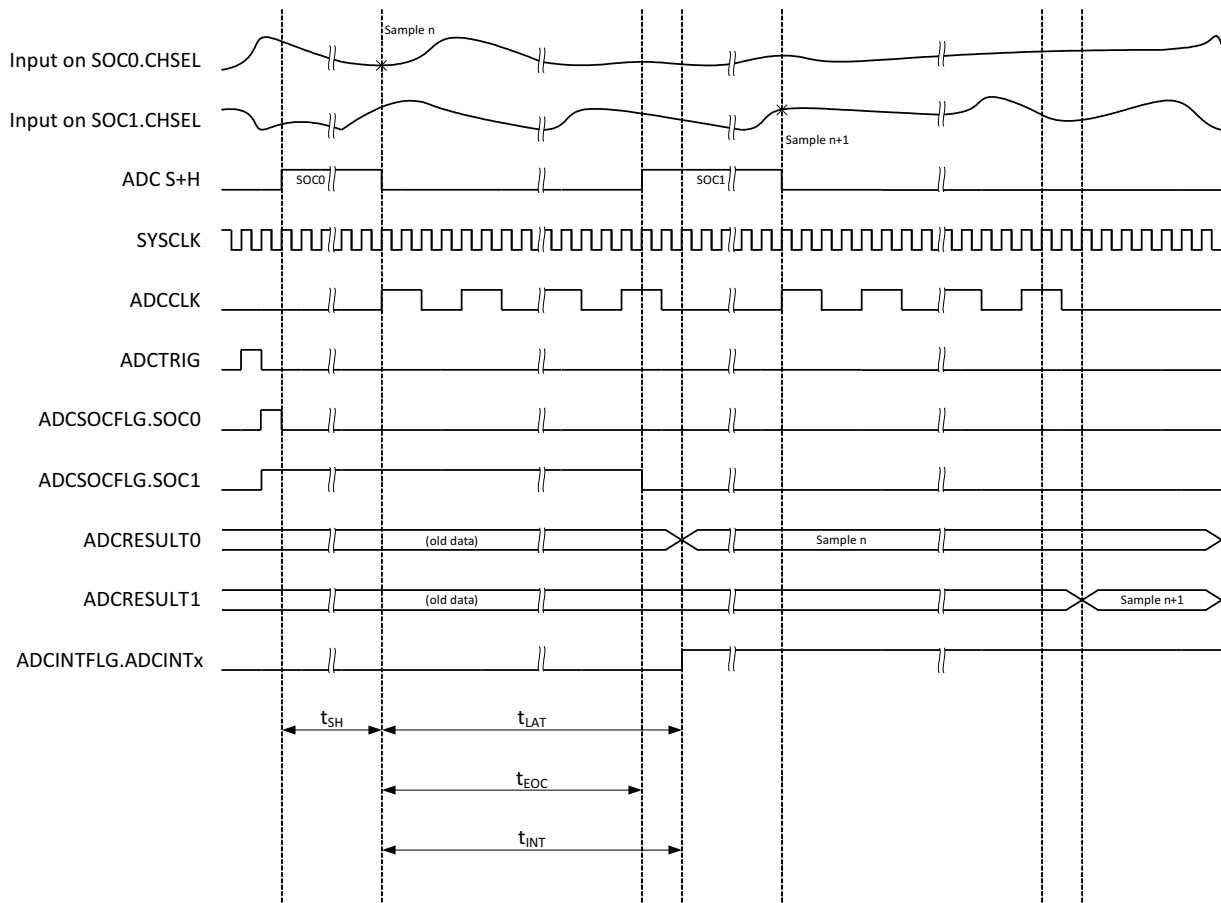 Sample n
Input on SOC0.CHSEL
Input on SOC1.CHSEL
Sample n+1
ADC S+H
SOC0
SOC1
SYSCLK
ADCCLK
ADCTRIG
ADCSOCFLG.SOC0
ADCSOCFLG.SOC1
ADCRESULT0
(old data)
Sample n
ADCRESULT1
(old data)
Sample n+1
ADCINTFLG.ADCINTx
tSH
tLAT
tEOC
tINT